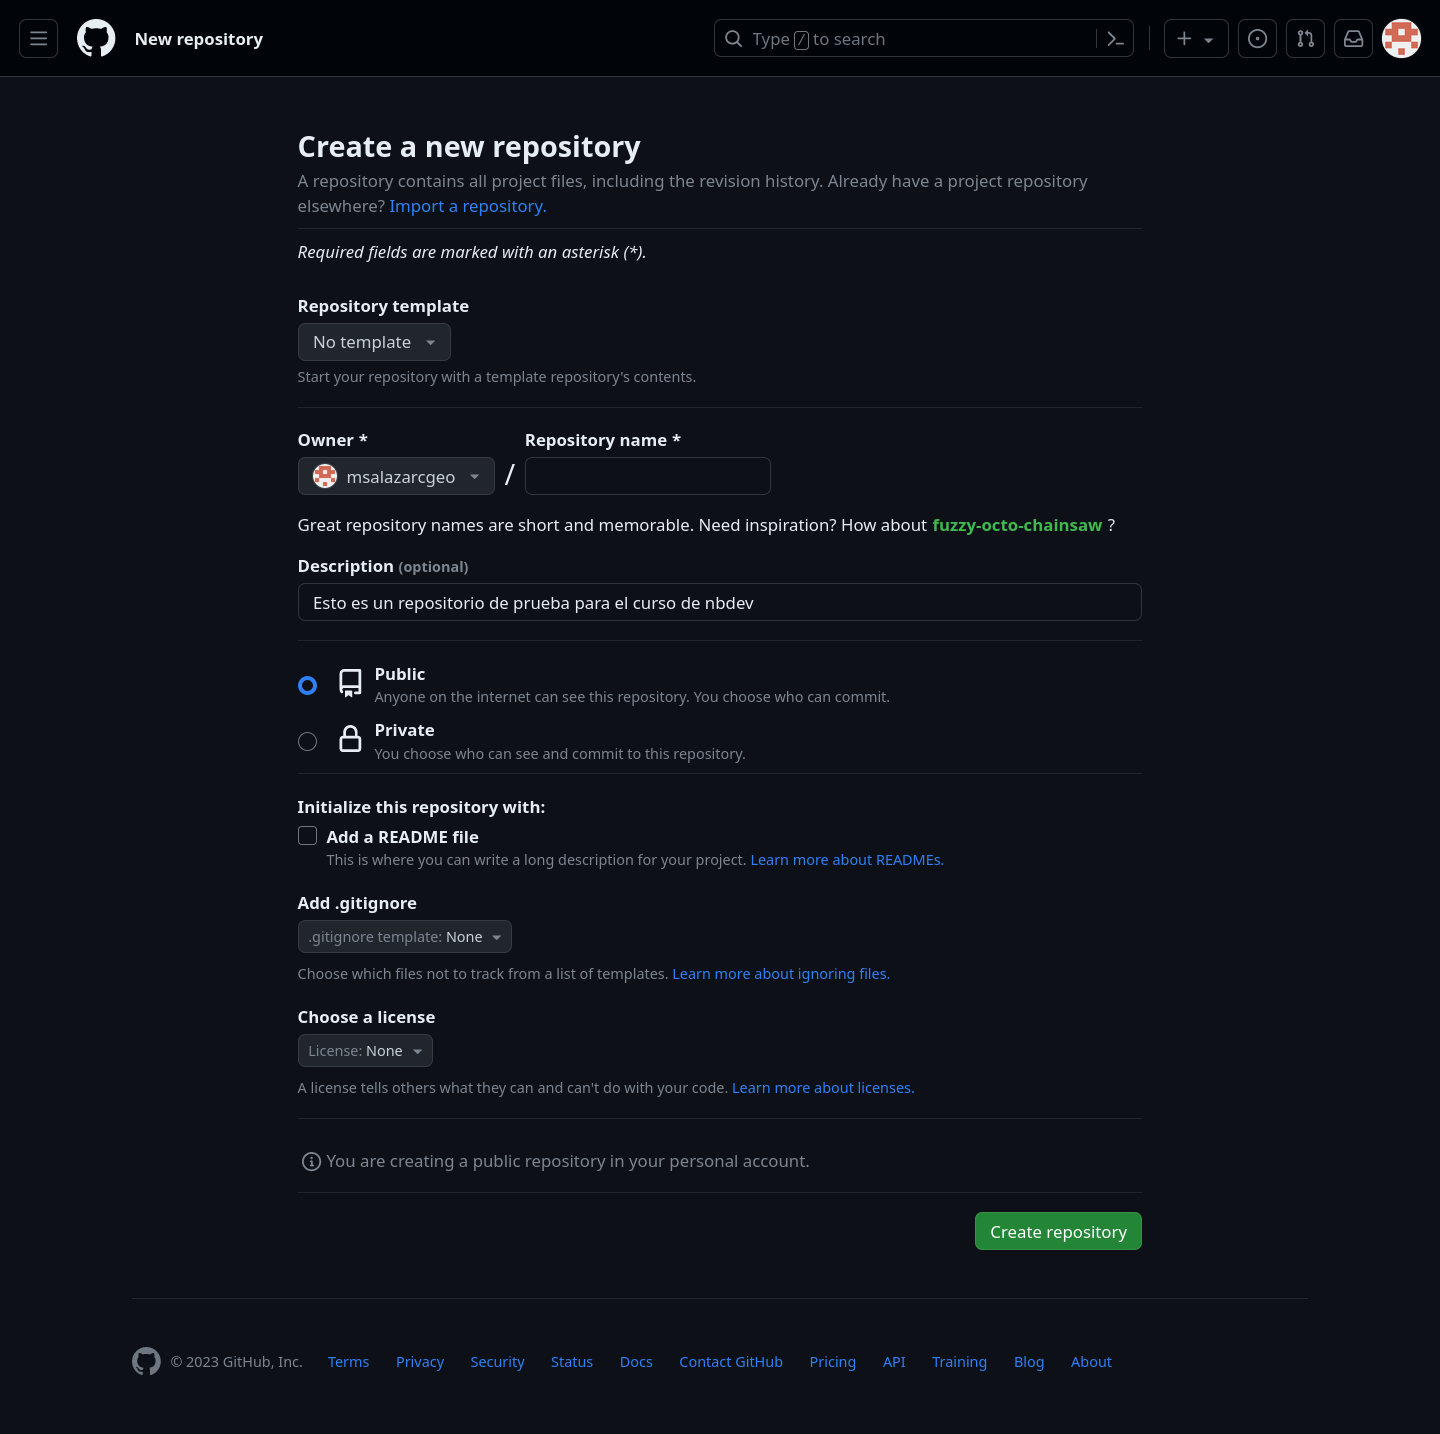 New repository
Type / to search
Create a new repository
A repository contains all project files, including the revision history. Already have a project repository
elsewhere? Import a repository.
Required fields are marked with an asterisk (*).
Repository template
No template
Start your repository with a template repository's contents.
Owner *
Repository name *
msalazarcgeo
/
Great repository names are short and memorable. Need inspiration? How about fuzzy-octo-chainsaw ?
Description (optional)
Esto es un repositorio de prueba para el curso de nbdev
Public
Anyone on the internet can see this repository. You choose who can commit.
Private
You choose who can see and commit to this repository.
Initialize this repository with:
Add a README file
This is where you can write a long description for your project. Learn more about READMEs.
Add .gitignore
.gitignore template: None
Choose which files not to track from a list of templates. Learn more about ignoring files.
Choose a license
License: None
A license tells others what they can and can't do with your code. Learn more about licenses.
You are creating a public repository in your personal account.
Create repository
© 2023 GitHub, Inc. Terms Privacy Security Status Docs Contact GitHub Pricing API Training Blog About